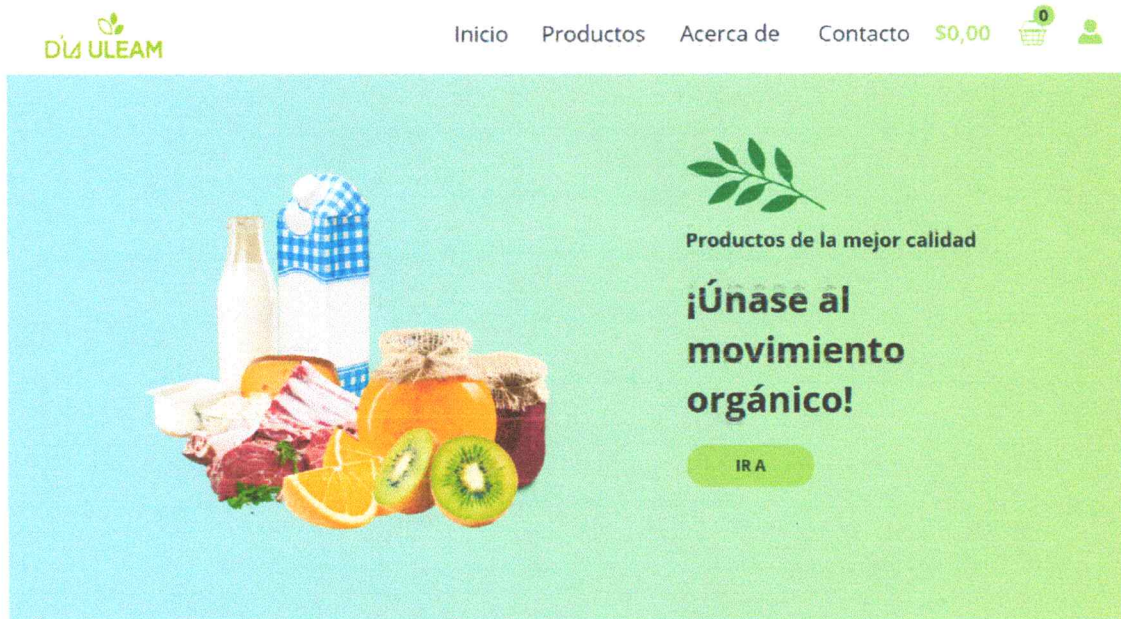 D'la ULEAM
Inicio Productos Acerca de Contacto $0,00 0
Productos de la mejor calidad
¡Únase al
movimiento
orgánico!
IR A